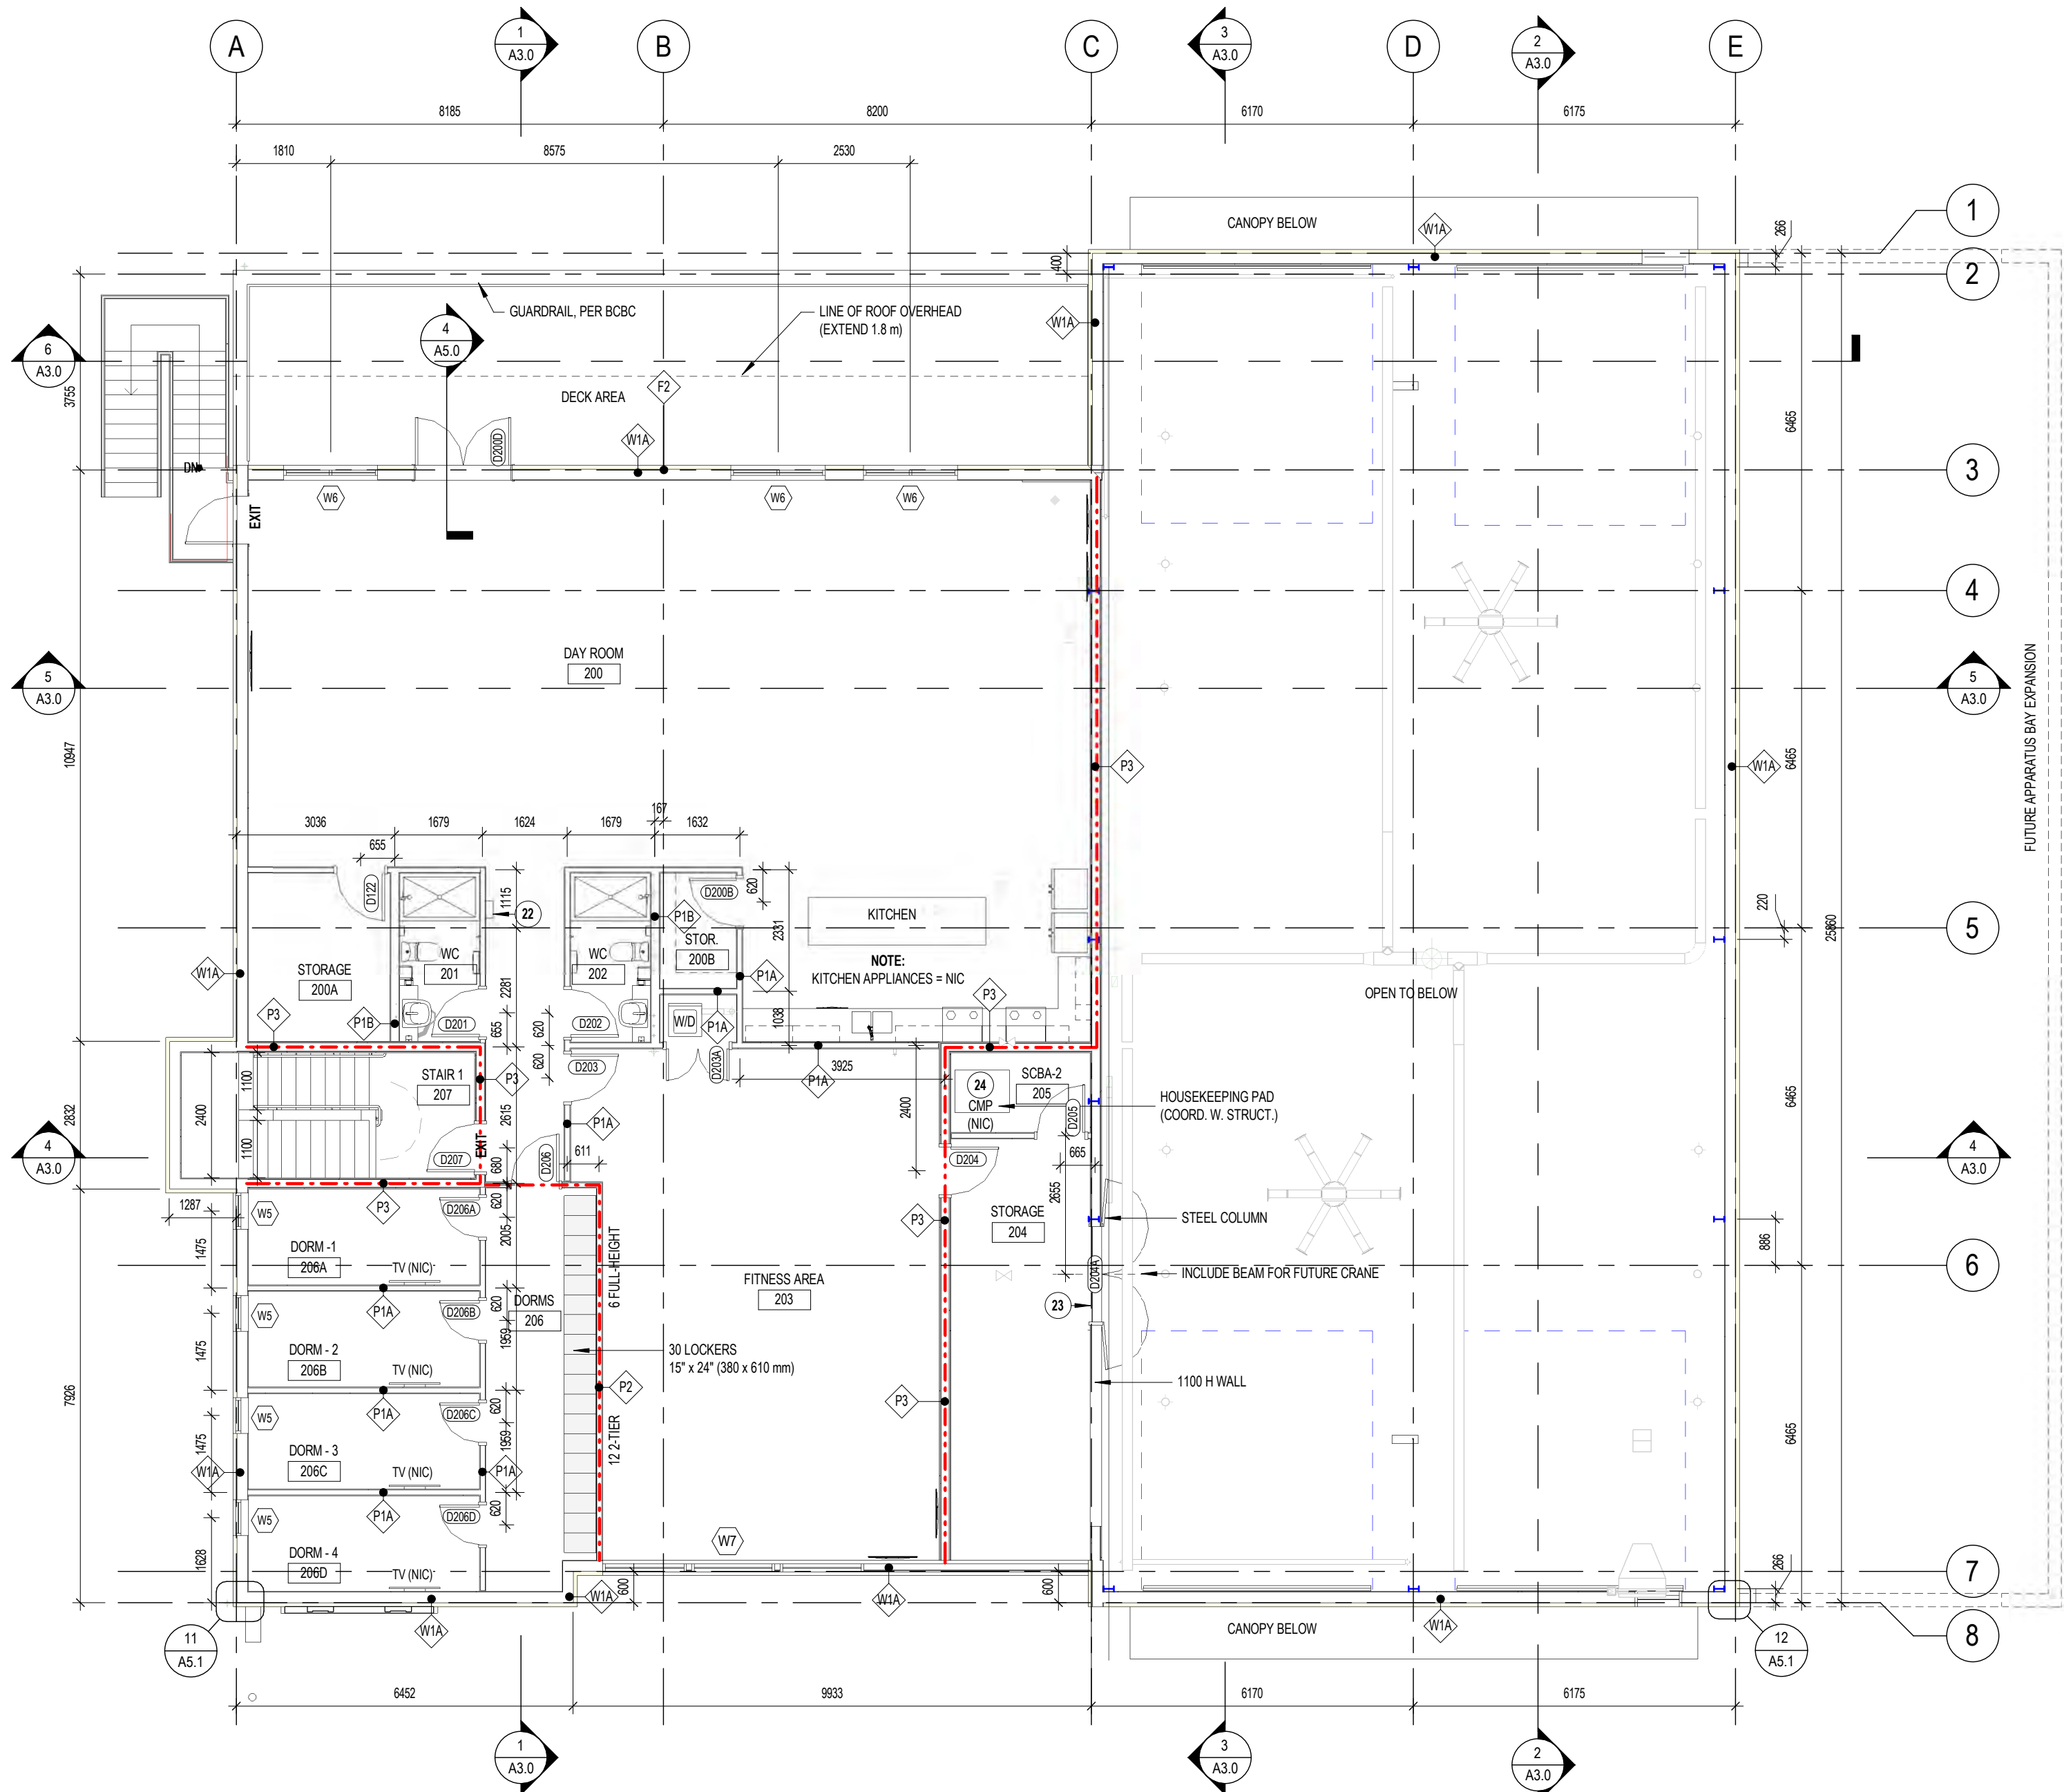 A
1
A3.0
B
3
A3.0
C
D
2
A3.0
E
8185
8200
6170
6175
1810
8575
2530
CANOPY BELOW
W1A
266
1
400
2
GUARDRAIL, PER BCBC
LINE OF ROOF OVERHEAD
(EXTEND 1.8 m)
W1A
4
A5.0
6
A3.0
3755
DECK AREA
F2
D200D
W1A
6465
DN
3
W6
W6
W6
EXIT
4
DAY ROOM
200
5
A3.0
5
A3.0
FUTURE APPARATUS BAY EXPANSION
10947
P3
W1A
6465
167
3036
1679
1624
1679
1632
655
D122
1115
22
D200B
620
2331
P1B
KITCHEN
220
25860
5
WC
201
WC
202
STOR.
200B
NOTE:
KITCHEN APPLIANCES = NIC
STORAGE
200A
W1A
P1A
2281
OPEN TO BELOW
P3
P1B
D201
665
620
D202
W/D
P1A
1038
P3
D203A
3925
P1A
1100
STAIR 1
207
P3
620
D203
SCBA-2
205
24
CMP
(NIC)
D205
HOUSEKEEPING PAD
(COORD. W. STRUCT.)
2400
2832
2615
P1A
2400
6465
4
A3.0
4
A3.0
1100
D207
EXIT
680
D206
611
D204
665
2655
1287
P3
W5
D206A
620
2005
P3
STORAGE
204
STEEL COLUMN
1475
DORM -1
206A
TV (NIC)
6 FULL-HEIGHT
886
6
FITNESS AREA
203
D204A
INCLUDE BEAM FOR FUTURE CRANE
P1A
W5
D206B
620
DORMS
206
23
1959
DORM - 2
206B
TV (NIC)
30 LOCKERS
15" x 24" (380 x 610 mm)
1475
P2
P3
1100 H WALL
7926
P1A
W5
D206C
620
12 2-TIER
1959
1475
DORM - 3
206C
TV (NIC)
W1A
P1A
6465
P1A
W5
D206D
620
W7
1628
DORM - 4
206D
TV (NIC)
600
W1A
W1A
600
266
7
11
A5.1
W1A
CANOPY BELOW
W1A
12
A5.1
8
6452
9933
6170
6175
1
A3.0
3
A3.0
2
A3.0